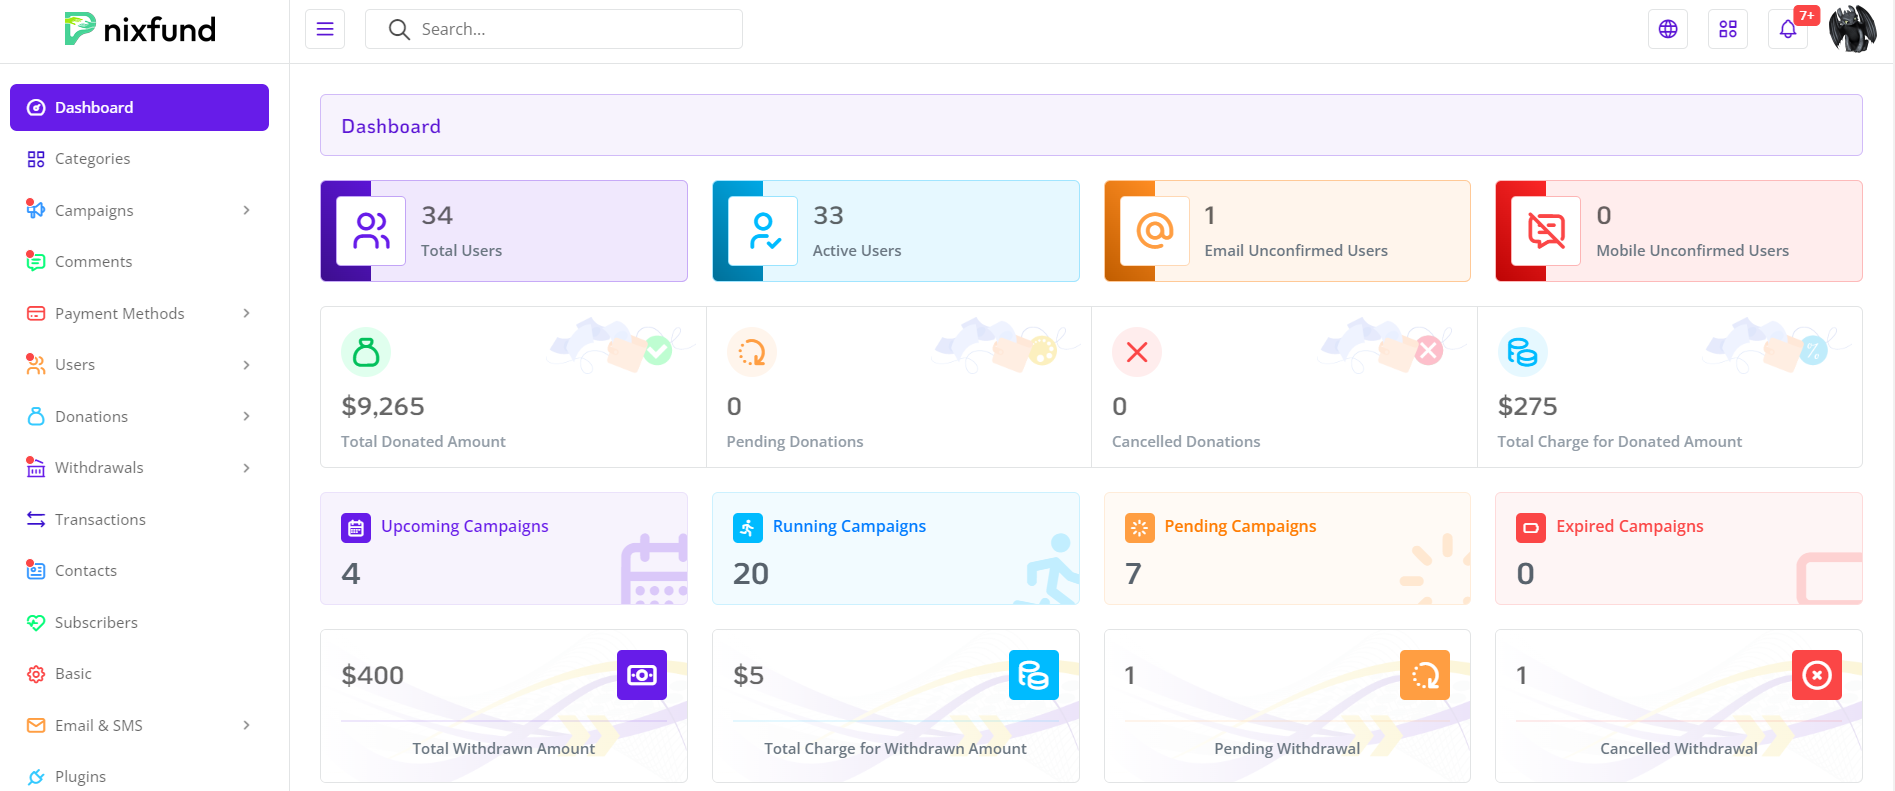 nixfund
Search...
7+
Dashboard
Categories
Campaigns
Comments
Payment Methods
Users
Donations
Withdrawals
Transactions
Contacts
Subscribers
Basic
Email & SMS
Plugins
Dashboard
34
Total Users
33
Active Users
1
Email Unconfirmed Users
0
Mobile Unconfirmed Users
$9,265
Total Donated Amount
0
Pending Donations
0
Cancelled Donations
%
$275
Total Charge for Donated Amount
Upcoming Campaigns
4
Running Campaigns
20
Pending Campaigns
7
Expired Campaigns
0
$400
Total Withdrawn Amount
$5
Total Charge for Withdrawn Amount
1
Pending Withdrawal
1
Cancelled Withdrawal